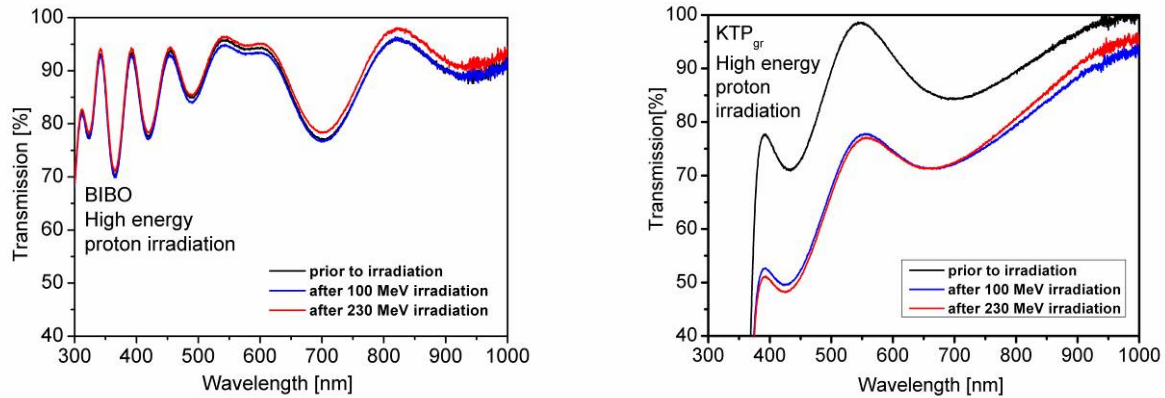 100
90
80
70
60
50
40
Transmission [%]
BIBO
High energy
proton irradiation
prior to irradiation
after 100 MeV irradiation
after 230 MeV irradiation
300 400 500 600 700 800 900 1000
Wavelength [nm]
100
90
80
70
60
50
40
Transmission[%]
KTPgr
High energy
proton
irradiation
prior to irradiation
after 100 MeV irradiation
after 230 MeV irradiation
300 400 500 600 700 800 900 1000
Wavelength [nm]